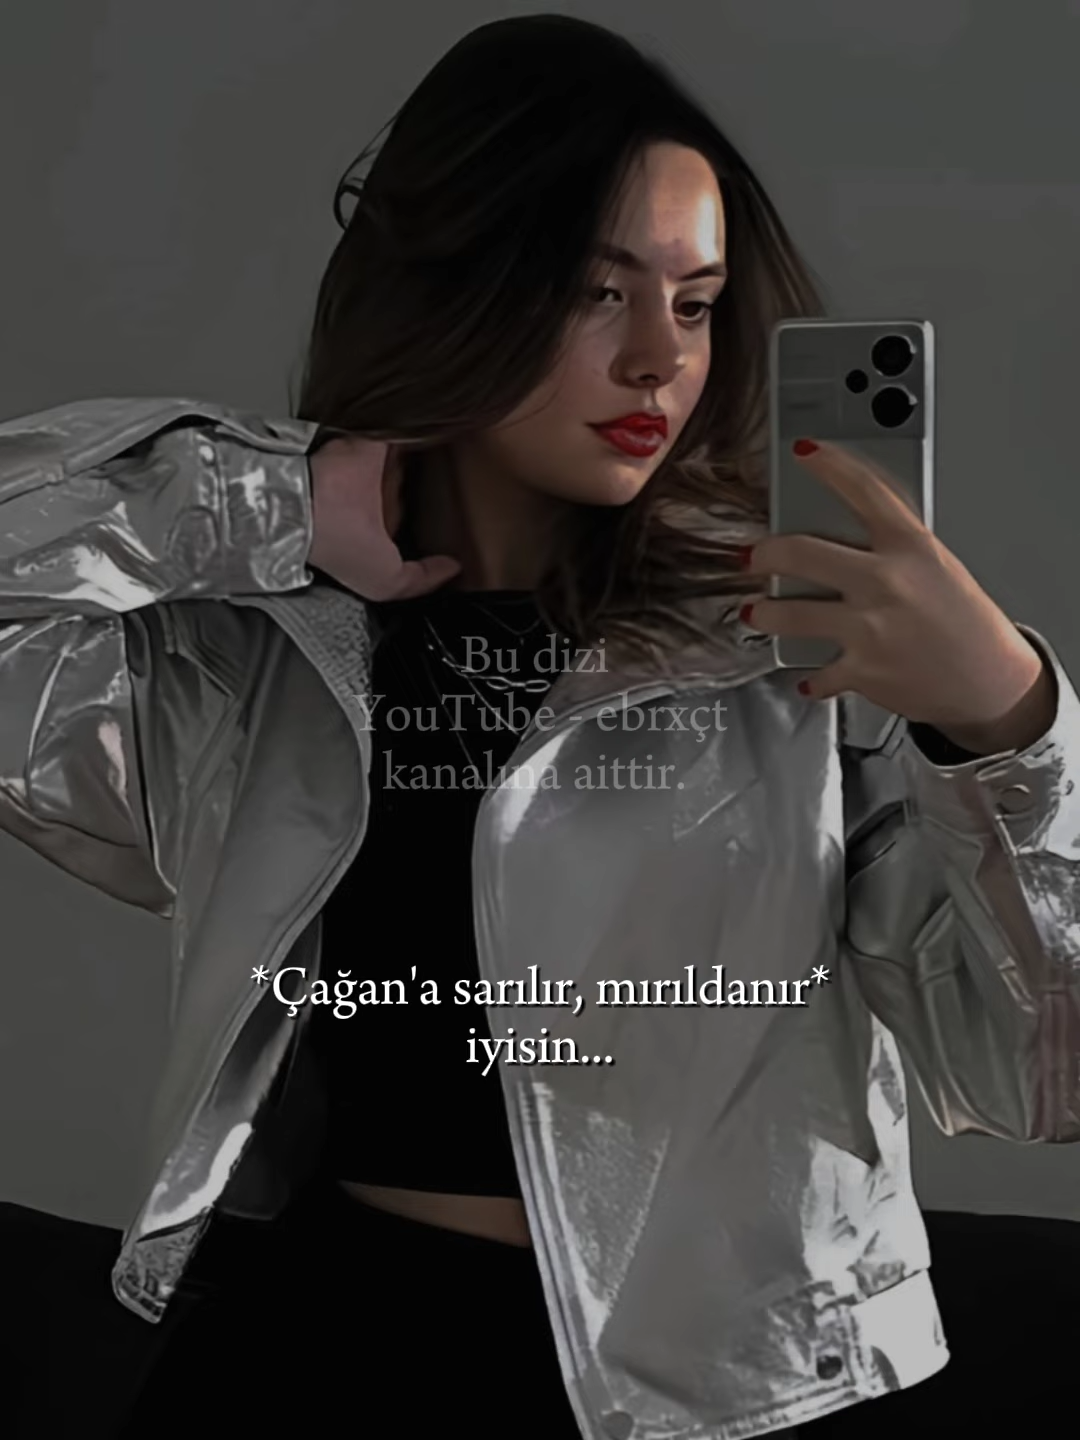 Bu dizi
YouTube - ebrxçt
kanalına aittir.
*Çağan'a sarılır, mırıldanır*
iyisin...